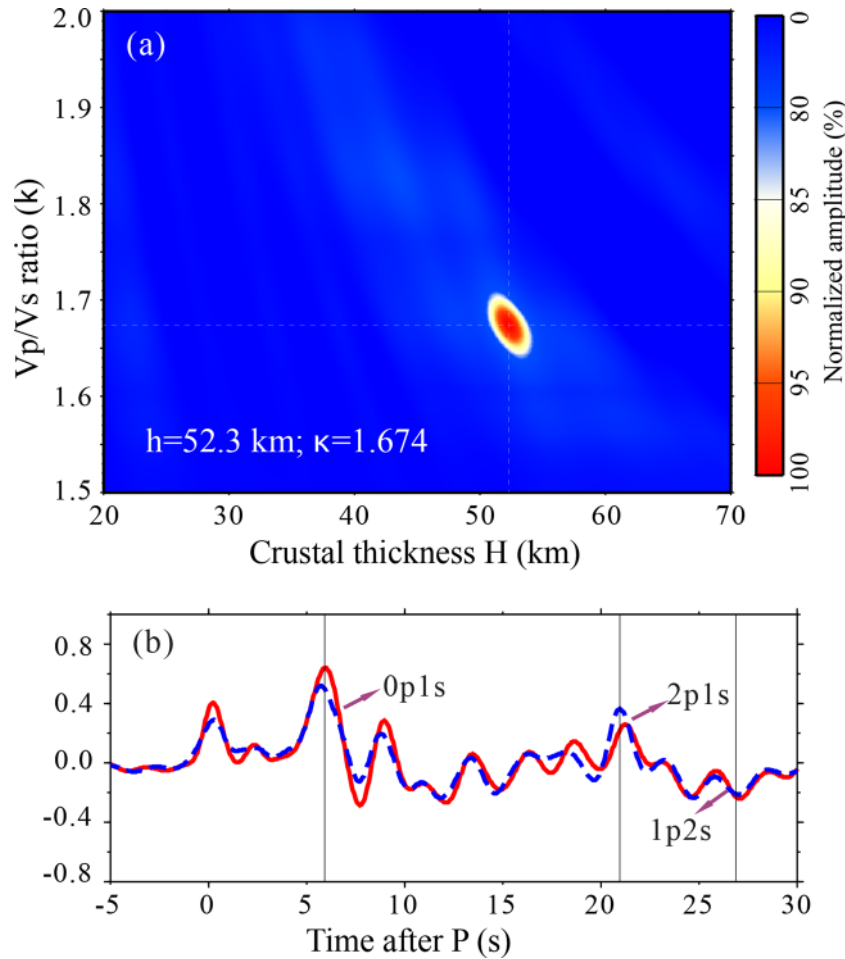 (a)
2.0
1.9
1.8
1.7
1.6
1.5
Vp/Vs ratio (k)
h=52.3 km; κ=1.674
20 30 40 50 60 70
Crustal thickness H (km)
0
80
85
90
95
100
Normalized amplitude (%)
(b)
0.8
0.4
0.0
-0.4
-0.8
0p1s
2p1s
1p2s
-5 0 5 10 15 20 25 30
Time after P (s)